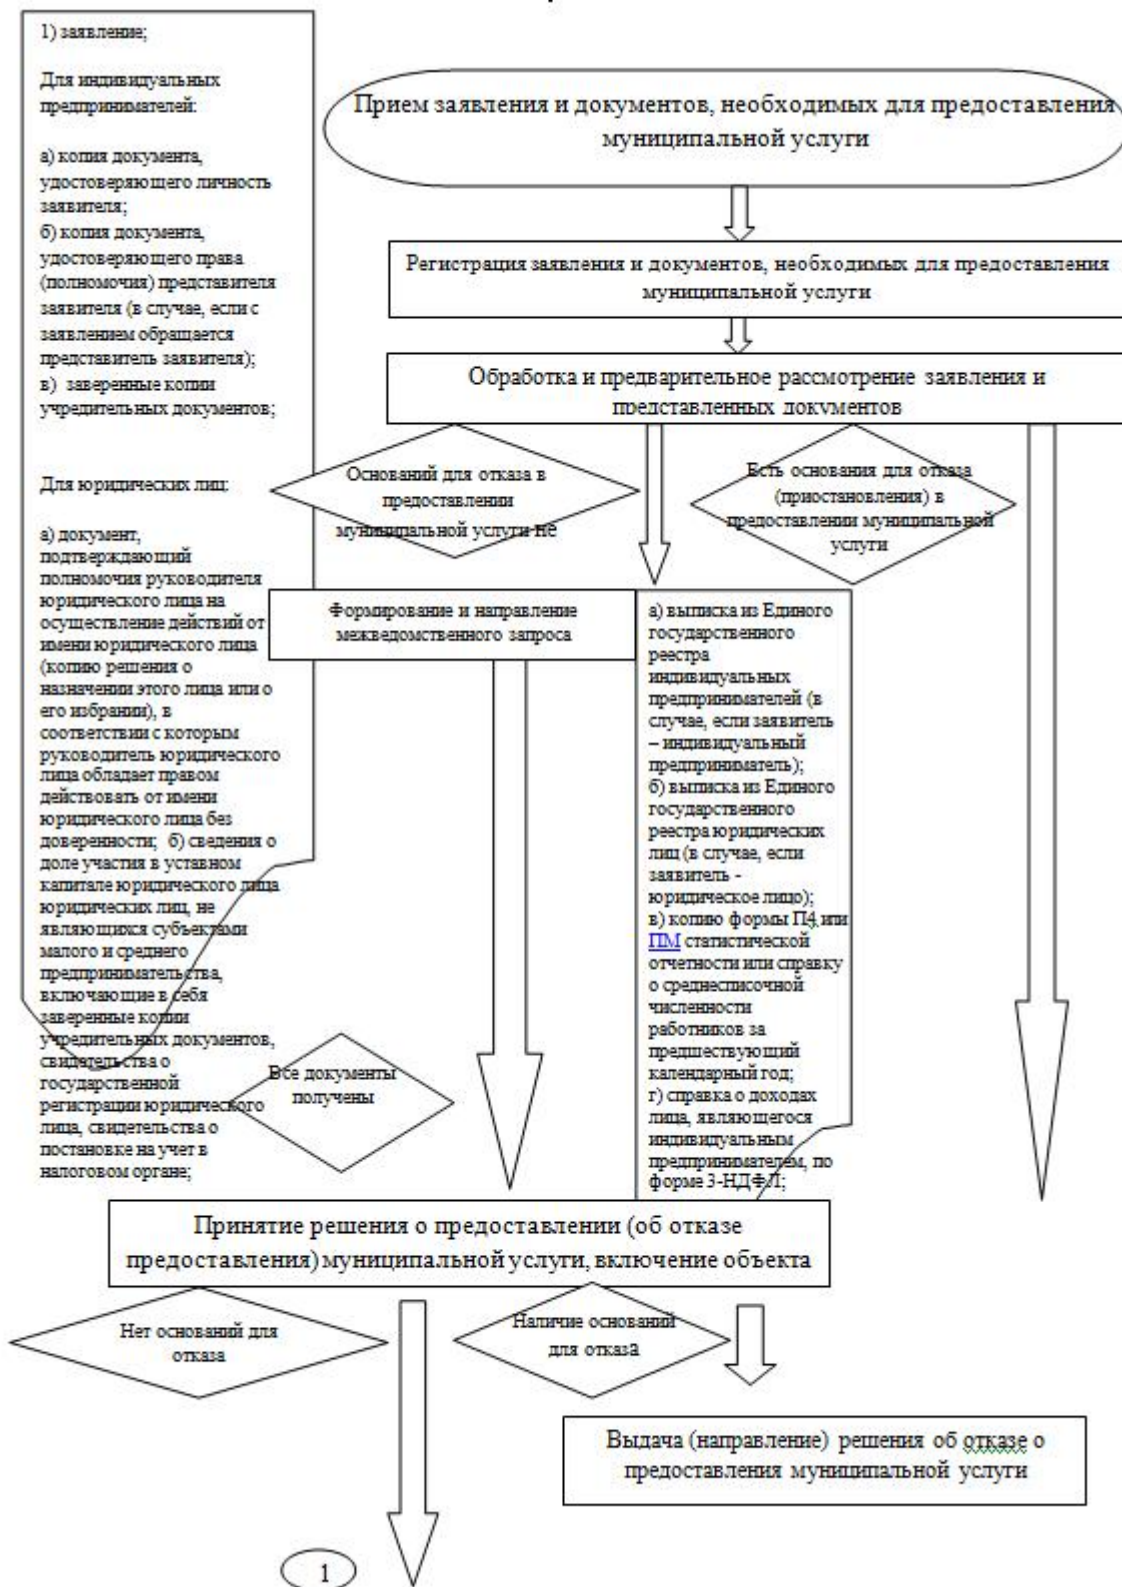 1) заявление;
Для индивидуальных
предпринимателей:
а) копия документа,
удостоверяющего личность
заявителя;
б) копия документа,
удостоверяющего права
(полномочия) представителя
заявителя (в случае, если с
заявлением обращается
представитель заявителя);
в) заверенные копии
учредительных документов;
Для юридических лиц:
а) документ,
подтверждающий
полномочия руководителя
юридического лица на
осуществление действий от
имени юридического лица
(копию решения о
назначении этого лица или о
его избрании), в
соответствии с которым
руководитель юридического
лица обладает правом
действовать от имени
юридического лица без
доверенности; б) сведения о
доле участия в уставном
капитале юридического лица
юридических лиц, не
являющихся субъектами
малого и среднего
предпринимательства,
включающие в себя
заверенные копии
учредительных документов,
свидетельства о
государственной
регистрации юридического
лица, свидетельства о
постановке на учет в
налоговом органе;
Прием заявления и документов, необходимых для предоставления
муниципальной услуги
Регистрация заявления и документов, необходимых для предоставления
муниципальной услуги
Обработка и предварительное рассмотрение заявления и
представленных документов
Оснований для отказа в
предоставлении
муниципальной услуги не
Есть основания для отказа
(приостановления) в
предоставлении муниципальной
услуги
Формирование и направление
межведомственного запроса
а) выписка из Единого
государственного
реестра
индивидуальных
предпринимателей (в
случае, если заявитель
– индивидуальный
предприниматель);
б) выписка из Единого
государственного
реестра юридических
лиц (в случае, если
заявитель -
юридическое лицо);
в) копию формы П4 или
ПМ статистической
отчетности или справку
о среднесписочной
численности
работников за
предшествующий
календарный год;
г) справка о доходах
лица, являющегося
индивидуальным
предпринимателем, по
форме 3-НДФЛ;
Все документы
получены
Принятие решения о предоставлении (об отказе
предоставления) муниципальной услуги, включение объекта
Нет оснований для
отказа
Наличие оснований
для отказа
Выдача (направление) решения об отказе о
предоставления муниципальной услуги
1